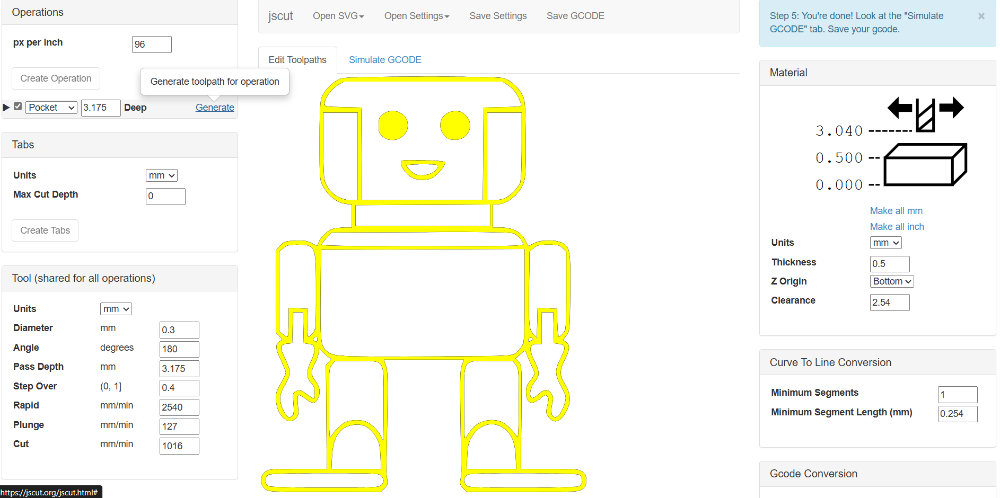 Operations
px per inch 96
Create Operation
Generate toolpath for operation
Pocket 3.175 Deep Generate
Tabs
Units mm
Max Cut Depth 0
Create Tabs
Tool (shared for all operations)
Units mm
Diameter mm 0.3
Angle degrees 180
Pass Depth mm 3.175
Step Over (0, 1] 0.4
Rapid mm/min 2540
Plunge mm/min 127
Cut mm/min 1016
https://jscut.org/jscut.html#
jscut Open SVG Open Settings Save Settings Save GCODE
Edit Toolpaths Simulate GCODE
Step 5: You're done! Look at the "Simulate
GCODE" tab. Save your gcode.
×
Material
3.040
0.500
0.000
Make all mm
Make all inch
Units mm
Thickness 0.5
Z Origin Bottom
Clearance 2.54
Curve To Line Conversion
Minimum Segments 1
Minimum Segment Length (mm) 0.254
Gcode Conversion